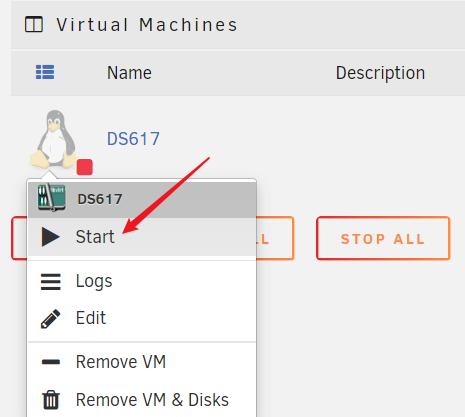 Virtual Machines
Name Description
DS617
DS617
Start
LL STOP ALL
Logs
Edit
Remove VM
Remove VM & Disks